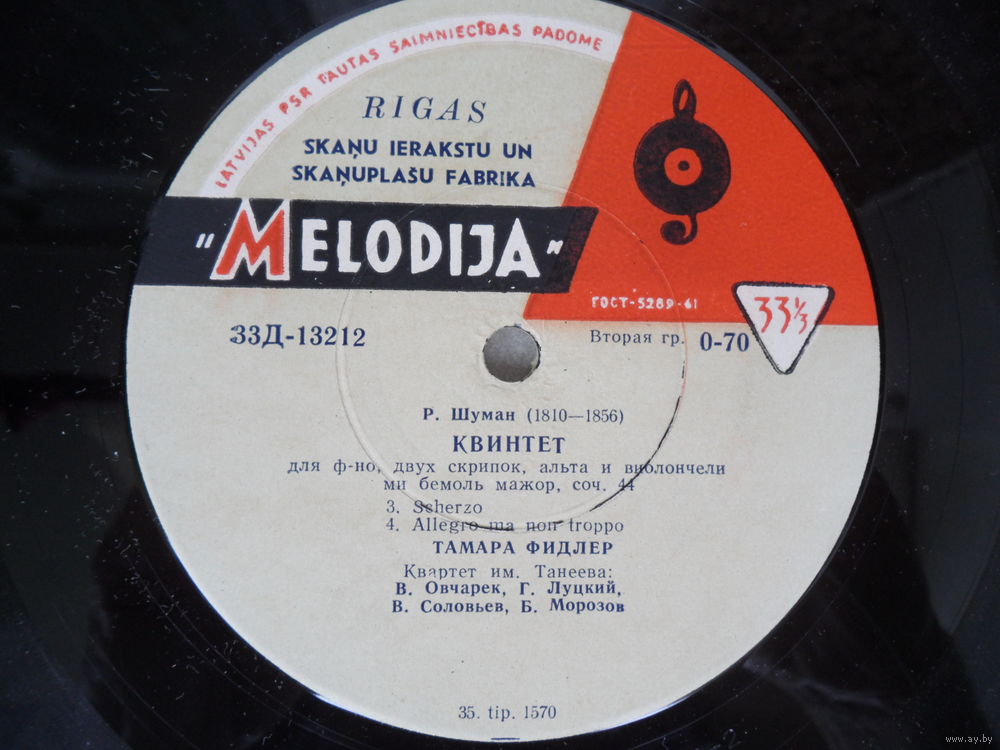 LATVIJAS PSR TAUTAS SAIMNIECĪBAS PADOME
RIGAS
SKAŅU IERAKSTU UN
SKAŅUPLAŠU FABRIKA
"MELODIJA"
ГОСТ-5289-61
33⅓
33Д-13212
Вторая гр. 0-70
Р. Шуман (1810—1856)
КВИНТЕТ
для ф-но, двух скрипок, альта и виолончели
ми бемоль мажор, соч. 44
3. Scherzo
4. Allegro ma non troppo
ТАМАРА ФИДЛЕР
Квартет им. Танеева:
В. Овчарек, Г. Луцкий,
В. Соловьев, Б. Морозов
35. tip. 1570
www.ay.by